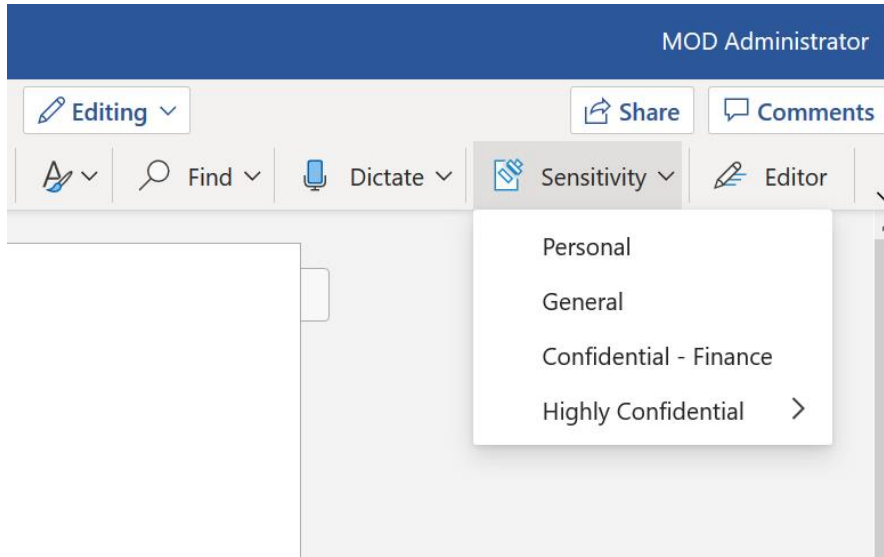 MOD Administrator
Editing
Share
Comments
Find
Dictate
Sensitivity
Editor
Personal
General
Confidential - Finance
Highly Confidential